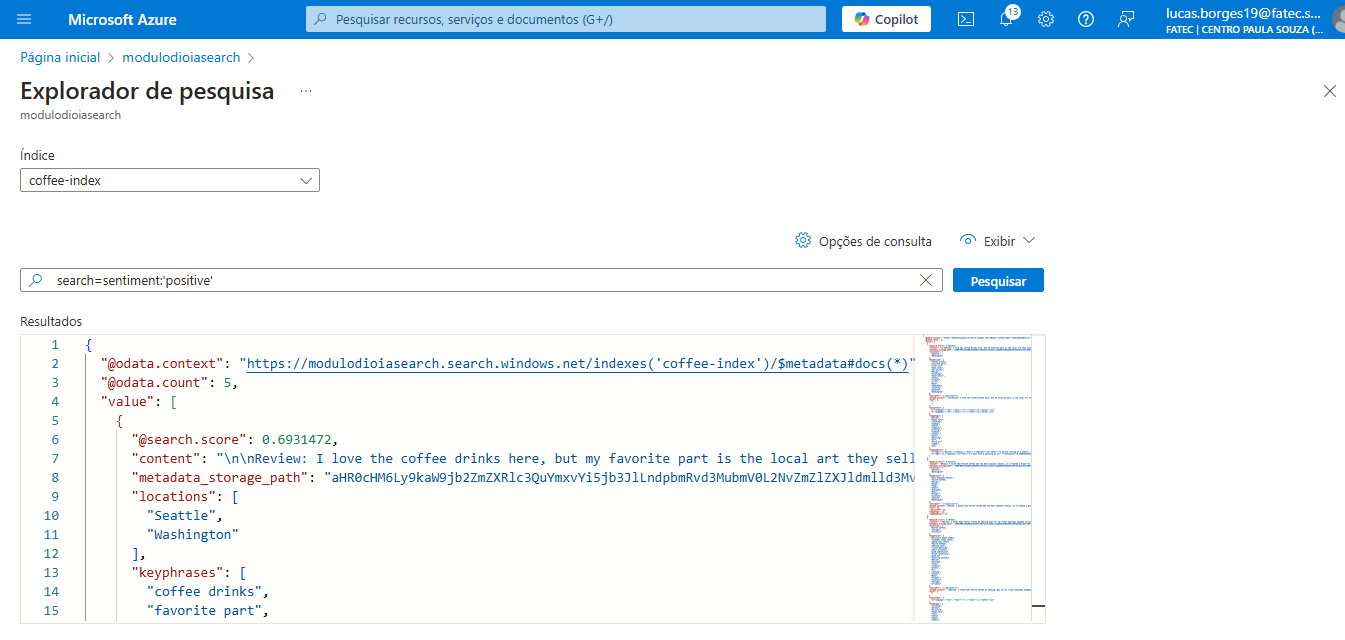 Microsoft Azure
Pesquisar recursos, serviços e documentos (G+/)
Copilot
13
lucas.borges19@fatec.s...
FATEC | CENTRO PAULA SOUZA (...
Página inicial > modulodioiasearch >
Explorador de pesquisa ...
modulodioiasearch
Índice
coffee-index
Opções de consulta
Exibir
search=sentiment:'positive'
Pesquisar
Resultados
1 {
2 "@odata.context": "https://modulodioiasearch.search.windows.net/indexes('coffee-index')/$metadata#docs(*)"
3 "@odata.count": 5,
4 "value": [
5 {
6 "@search.score": 0.6931472,
7 "content": "\n\nReview: I love the coffee drinks here, but my favorite part is the local art they sell
8 "metadata_storage_path": "aHR0cHM6Ly9kaW9jb2ZmZXRlc3QuYmxvYi5jb3JlLndpbmRvd3MubmV0L2NvZmZlZXJldmlld3Mv
9 "locations": [
10 "Seattle",
11 "Washington"
12 ],
13 "keyphrases": [
14 "coffee drinks",
15 "favorite part",